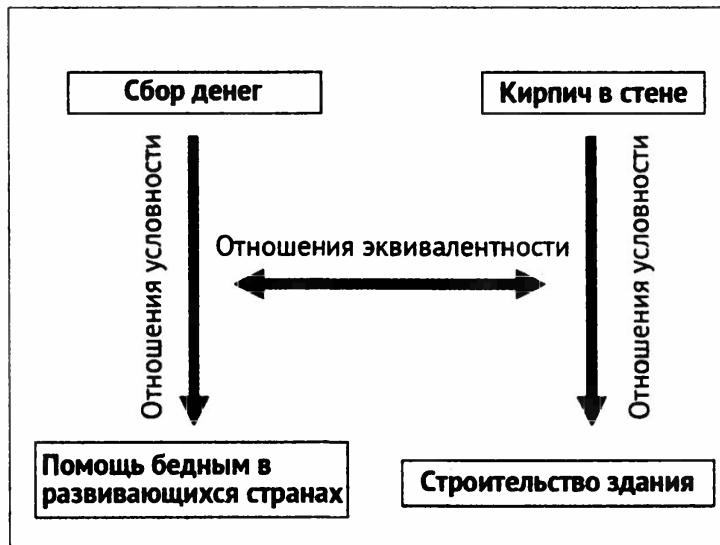 Сбор денег
Кирпич в стене
Отношения условности
Отношения эквивалентности
Отношения условности
Помощь бедным в
развивающихся странах
Строительство здания